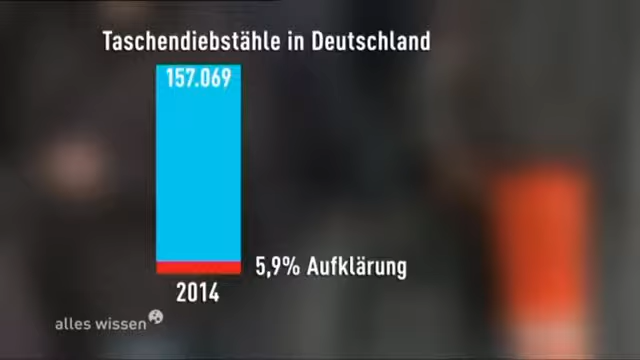 Taschendiebstähle in Deutschland
157.069
5,9% Aufklärung
2014
alles wissen